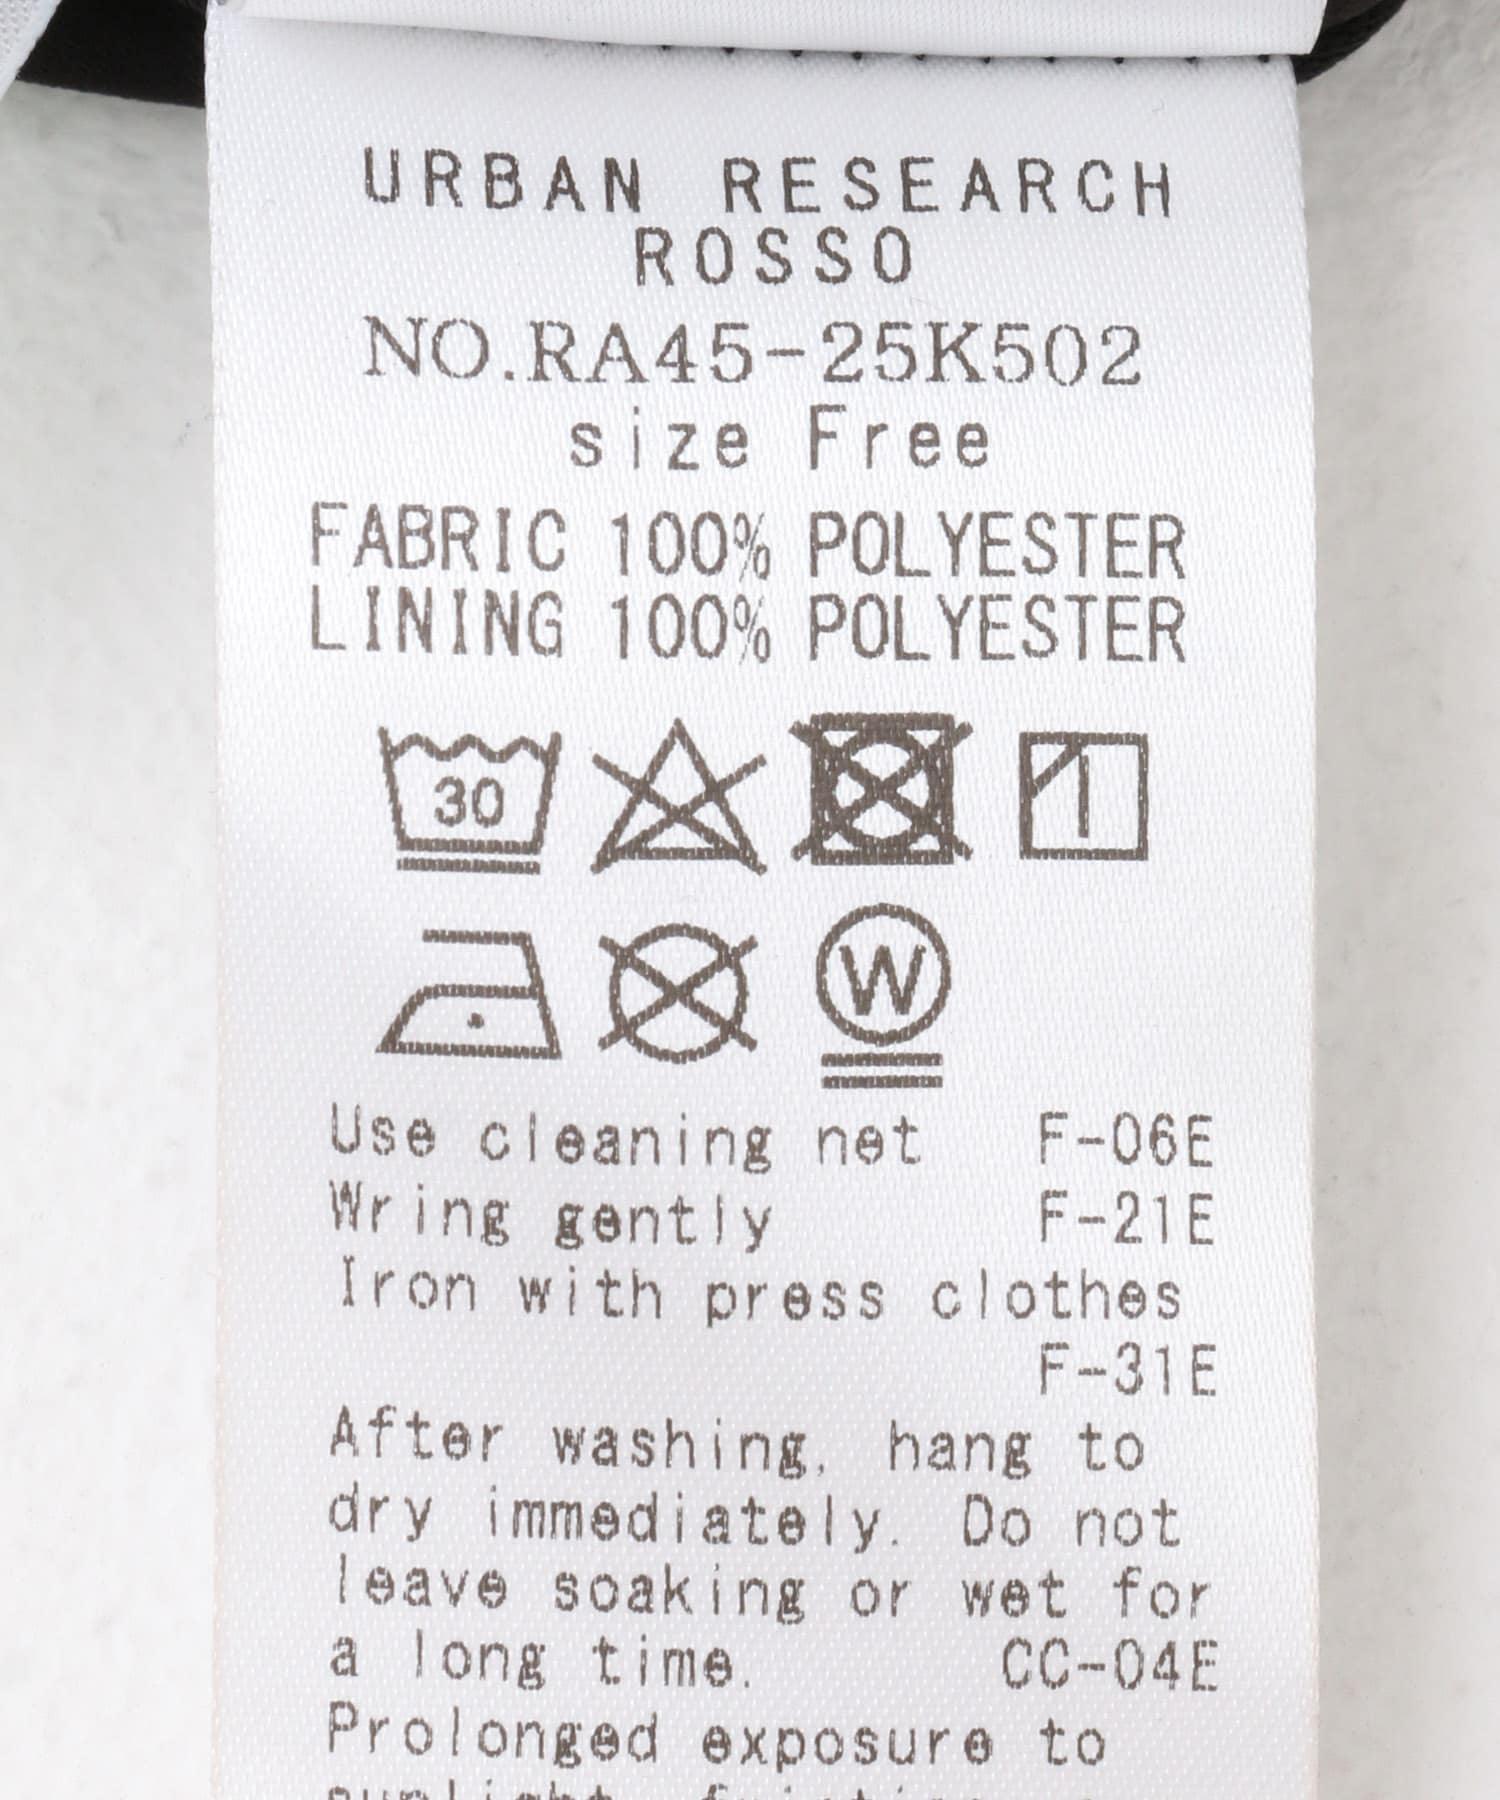 URBAN RESEARCH
ROSSO
NO.RA45-25K502
size Free
FABRIC 100% POLYESTER
LINING 100% POLYESTER
30
W
Use cleaning net F-06E
Wring gently F-21E
Iron with press clothes
F-31E
After washing, hang to
dry immediately. Do not
leave soaking or wet for
a long time. CC-04E
Prolonged exposure to